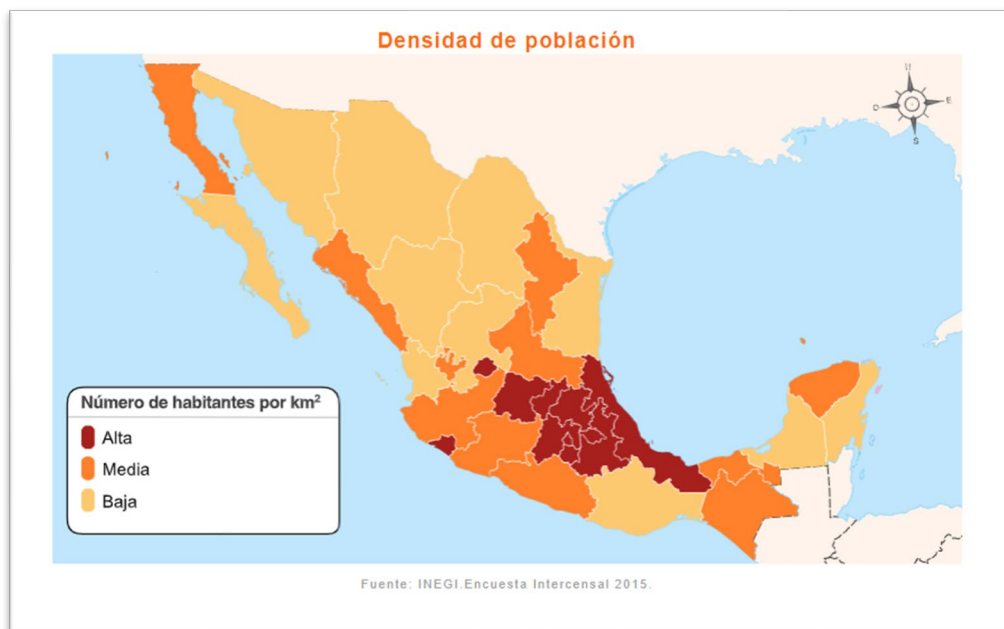 Densidad de población
N
O
E
S
Número de habitantes por km²
Alta
Media
Baja
Fuente: INEGI.Encuesta Intercensal 2015.